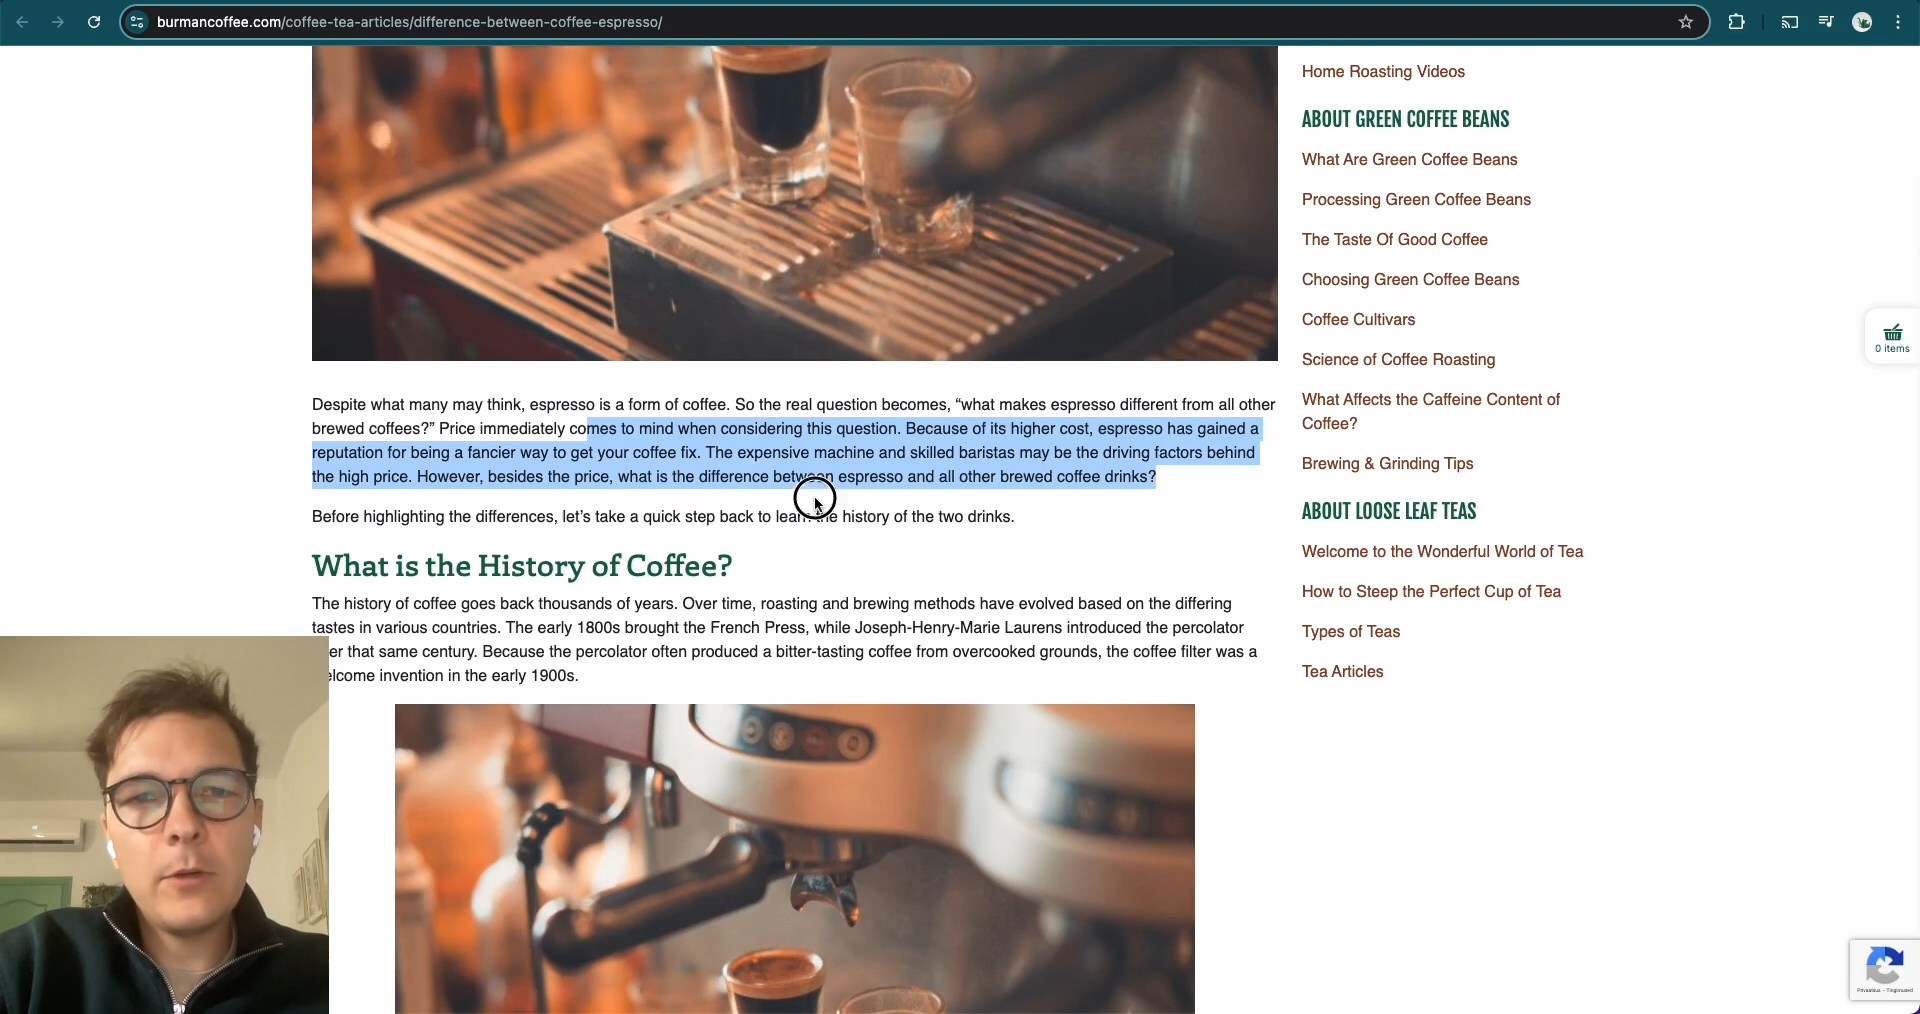 burmancoffee.com/coffee-tea-articles/difference-between-coffee-espresso/
Despite what many may think, espresso is a form of coffee. So the real question becomes, “what makes espresso different from all other
brewed coffees?” Price immediately comes to mind when considering this question. Because of its higher cost, espresso has gained a
reputation for being a fancier way to get your coffee fix. The expensive machine and skilled baristas may be the driving factors behind
the high price. However, besides the price, what is the difference between espresso and all other brewed coffee drinks?
Before highlighting the differences, let’s take a quick step back to learn the history of the two drinks.
What is the History of Coffee?
The history of coffee goes back thousands of years. Over time, roasting and brewing methods have evolved based on the differing
tastes in various countries. The early 1800s brought the French Press, while Joseph-Henry-Marie Laurens introduced the percolator
that same century. Because the percolator often produced a bitter-tasting coffee from overcooked grounds, the coffee filter was a
invention in the early 1900s.
Home Roasting Videos
ABOUT GREEN COFFEE BEANS
What Are Green Coffee Beans
Processing Green Coffee Beans
The Taste Of Good Coffee
Choosing Green Coffee Beans
Coffee Cultivars
Science of Coffee Roasting
What Affects the Caffeine Content of
Coffee?
Brewing & Grinding Tips
ABOUT LOOSE LEAF TEAS
Welcome to the Wonderful World of Tea
How to Steep the Perfect Cup of Tea
Types of Teas
Tea Articles
0 items
Privaatsus - Tingimused